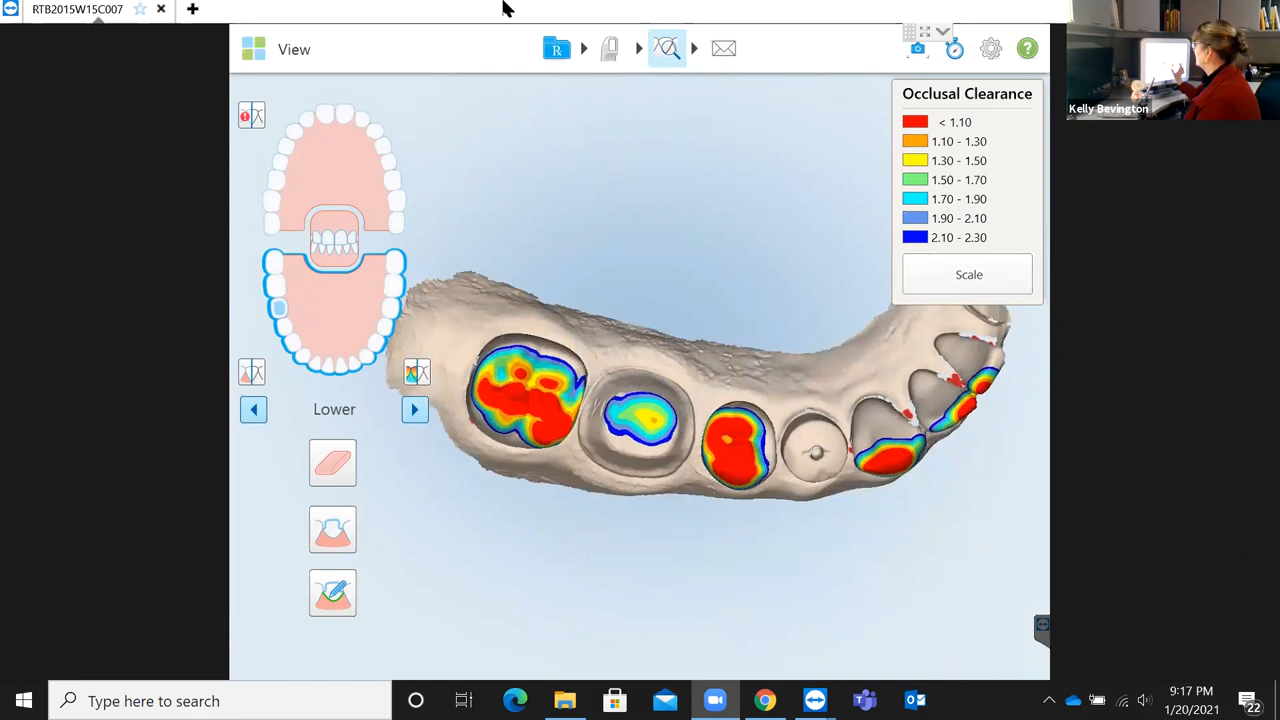 RTB2015W15C007
View
R
?
Kelly Bevington
Occlusal Clearance
< 1.10
1.10 - 1.30
1.30 - 1.50
1.50 - 1.70
1.70 - 1.90
1.90 - 2.10
2.10 - 2.30
Scale
Lower
Type here to search
9:17 PM
1/20/2021
22